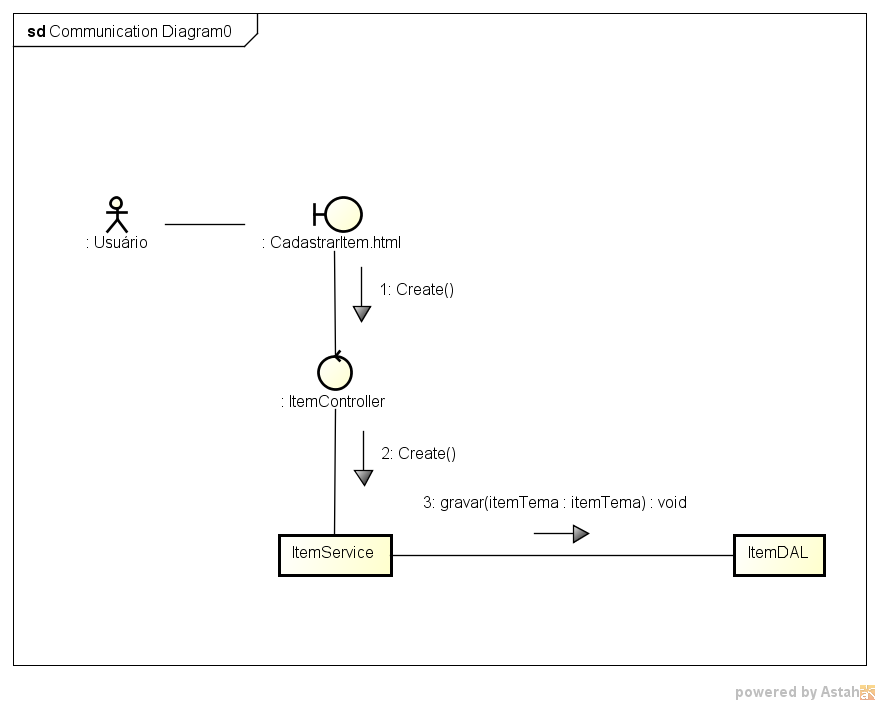 sd Communication Diagram0
: Usuário
: CadastrarItem.html
1: Create()
: ItemController
2: Create()
3: gravar(itemTema : itemTema) : void
ItemService
ItemDAL
powered by Astah